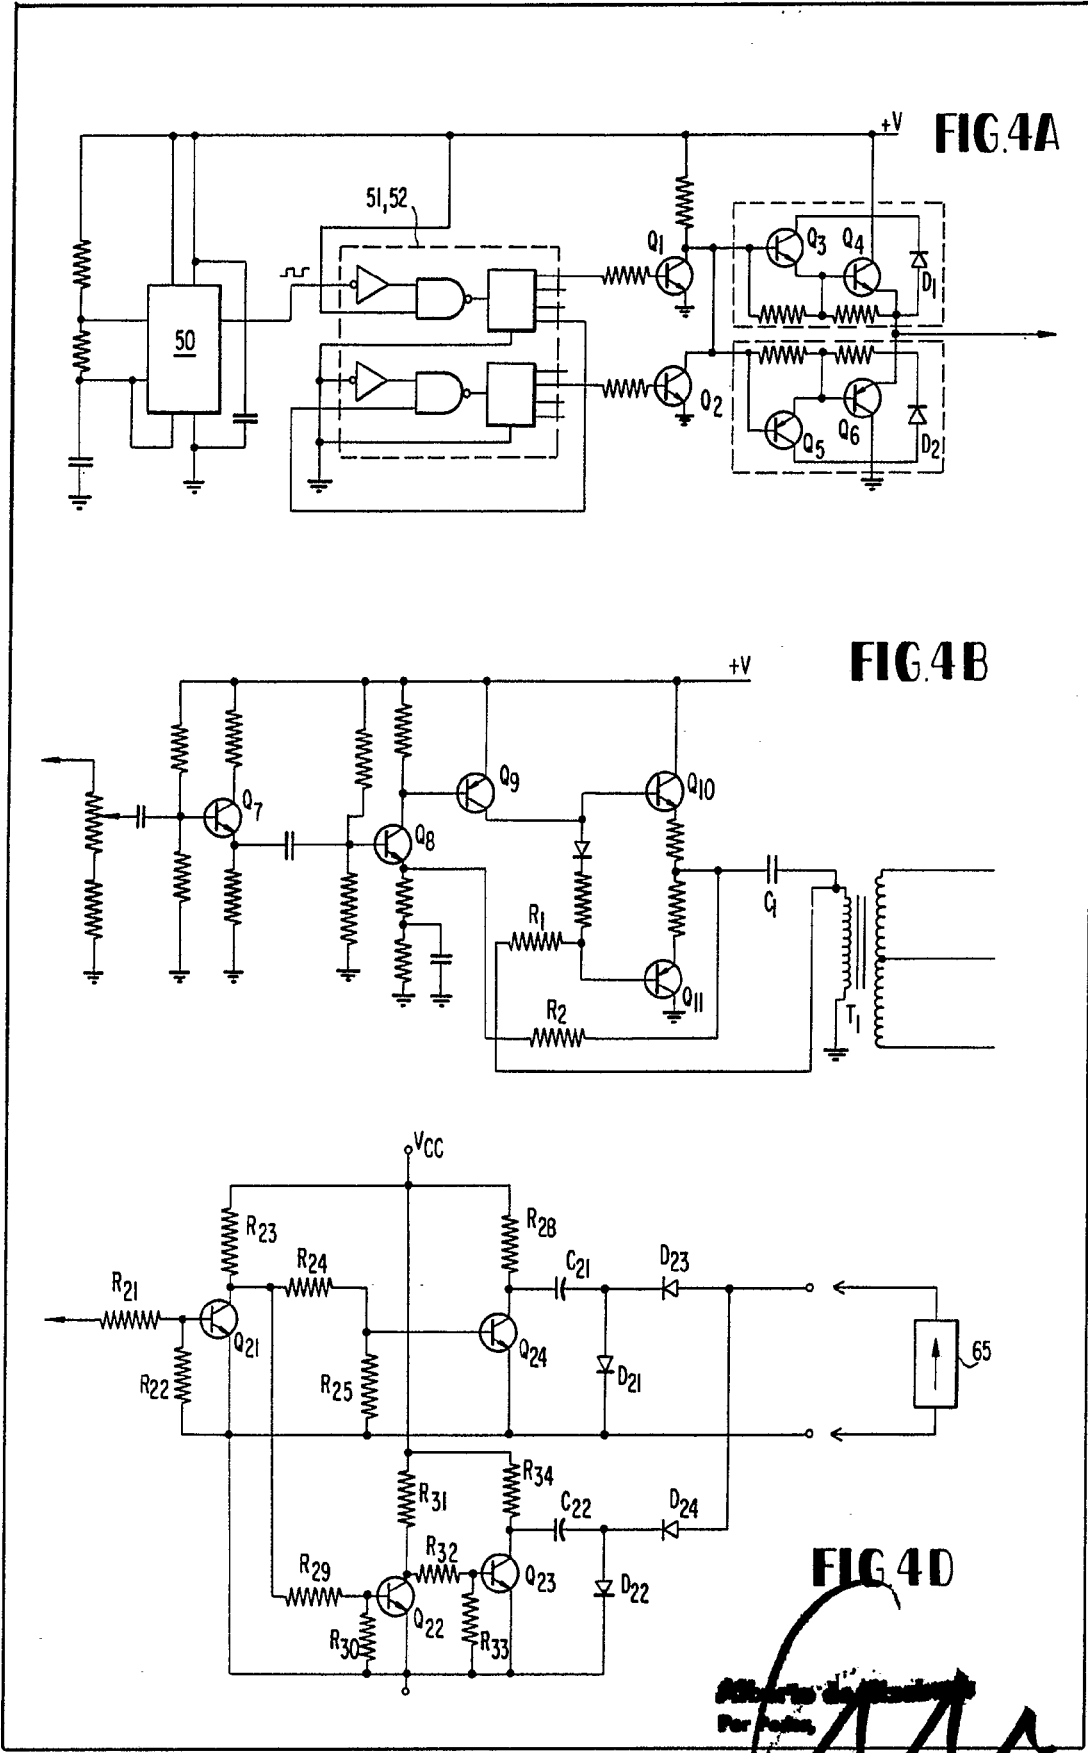 FIG.4A
+V
51,52
50
Q1
Q2
Q3
Q4
D1
Q5
Q6
D2
FIG.4B
+V
Q7
Q8
Q9
Q10
R1
Q11
R2
C1
T1
VCC
R23
R24
R28
C21
D23
R21
Q21
Q24
R22
R25
D21
65
R31
R34
C22
D24
R29
R32
Q23
D22
R30
Q22
R33
FIG 4D
Por Poder,